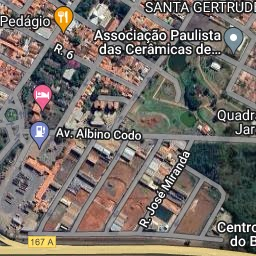 SANTA GERTRUDE
Pedágio
R. 6
Associação Paulista
das Cerâmicas de...
Quadra
Jar
Av. Albino Codo
R. José Miranda
Centro
do B
167 A